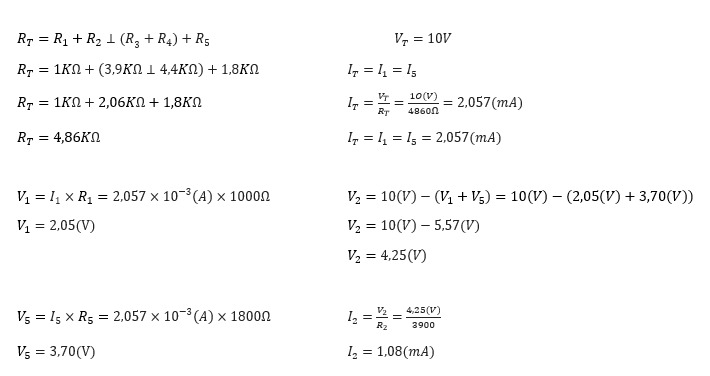 R_T = R_1 + R_2 ⊥ (R_3 + R_4) + R_5
V_T = 10V
R_T = 1KΩ + (3,9KΩ ⊥ 4,4KΩ) + 1,8KΩ
I_T = I_1 = I_5
R_T = 1KΩ + 2,06KΩ + 1,8KΩ
I_T = V_T/R_T = 10(V)/4860Ω = 2,057(mA)
R_T = 4,86KΩ
I_T = I_1 = I_5 = 2,057(mA)
V_1 = I_1 × R_1 = 2,057 × 10^{-3}(A) × 1000Ω
V_2 = 10(V) − (V_1 + V_5) = 10(V) − (2,05(V) + 3,70(V))
V_1 = 2,05(V)
V_2 = 10(V) − 5,57(V)
V_2 = 4,25(V)
V_5 = I_5 × R_5 = 2,057 × 10^{-3}(A) × 1800Ω
I_2 = V_2/R_2 = 4,25(V)/3900
V_5 = 3,70(V)
I_2 = 1,08(mA)